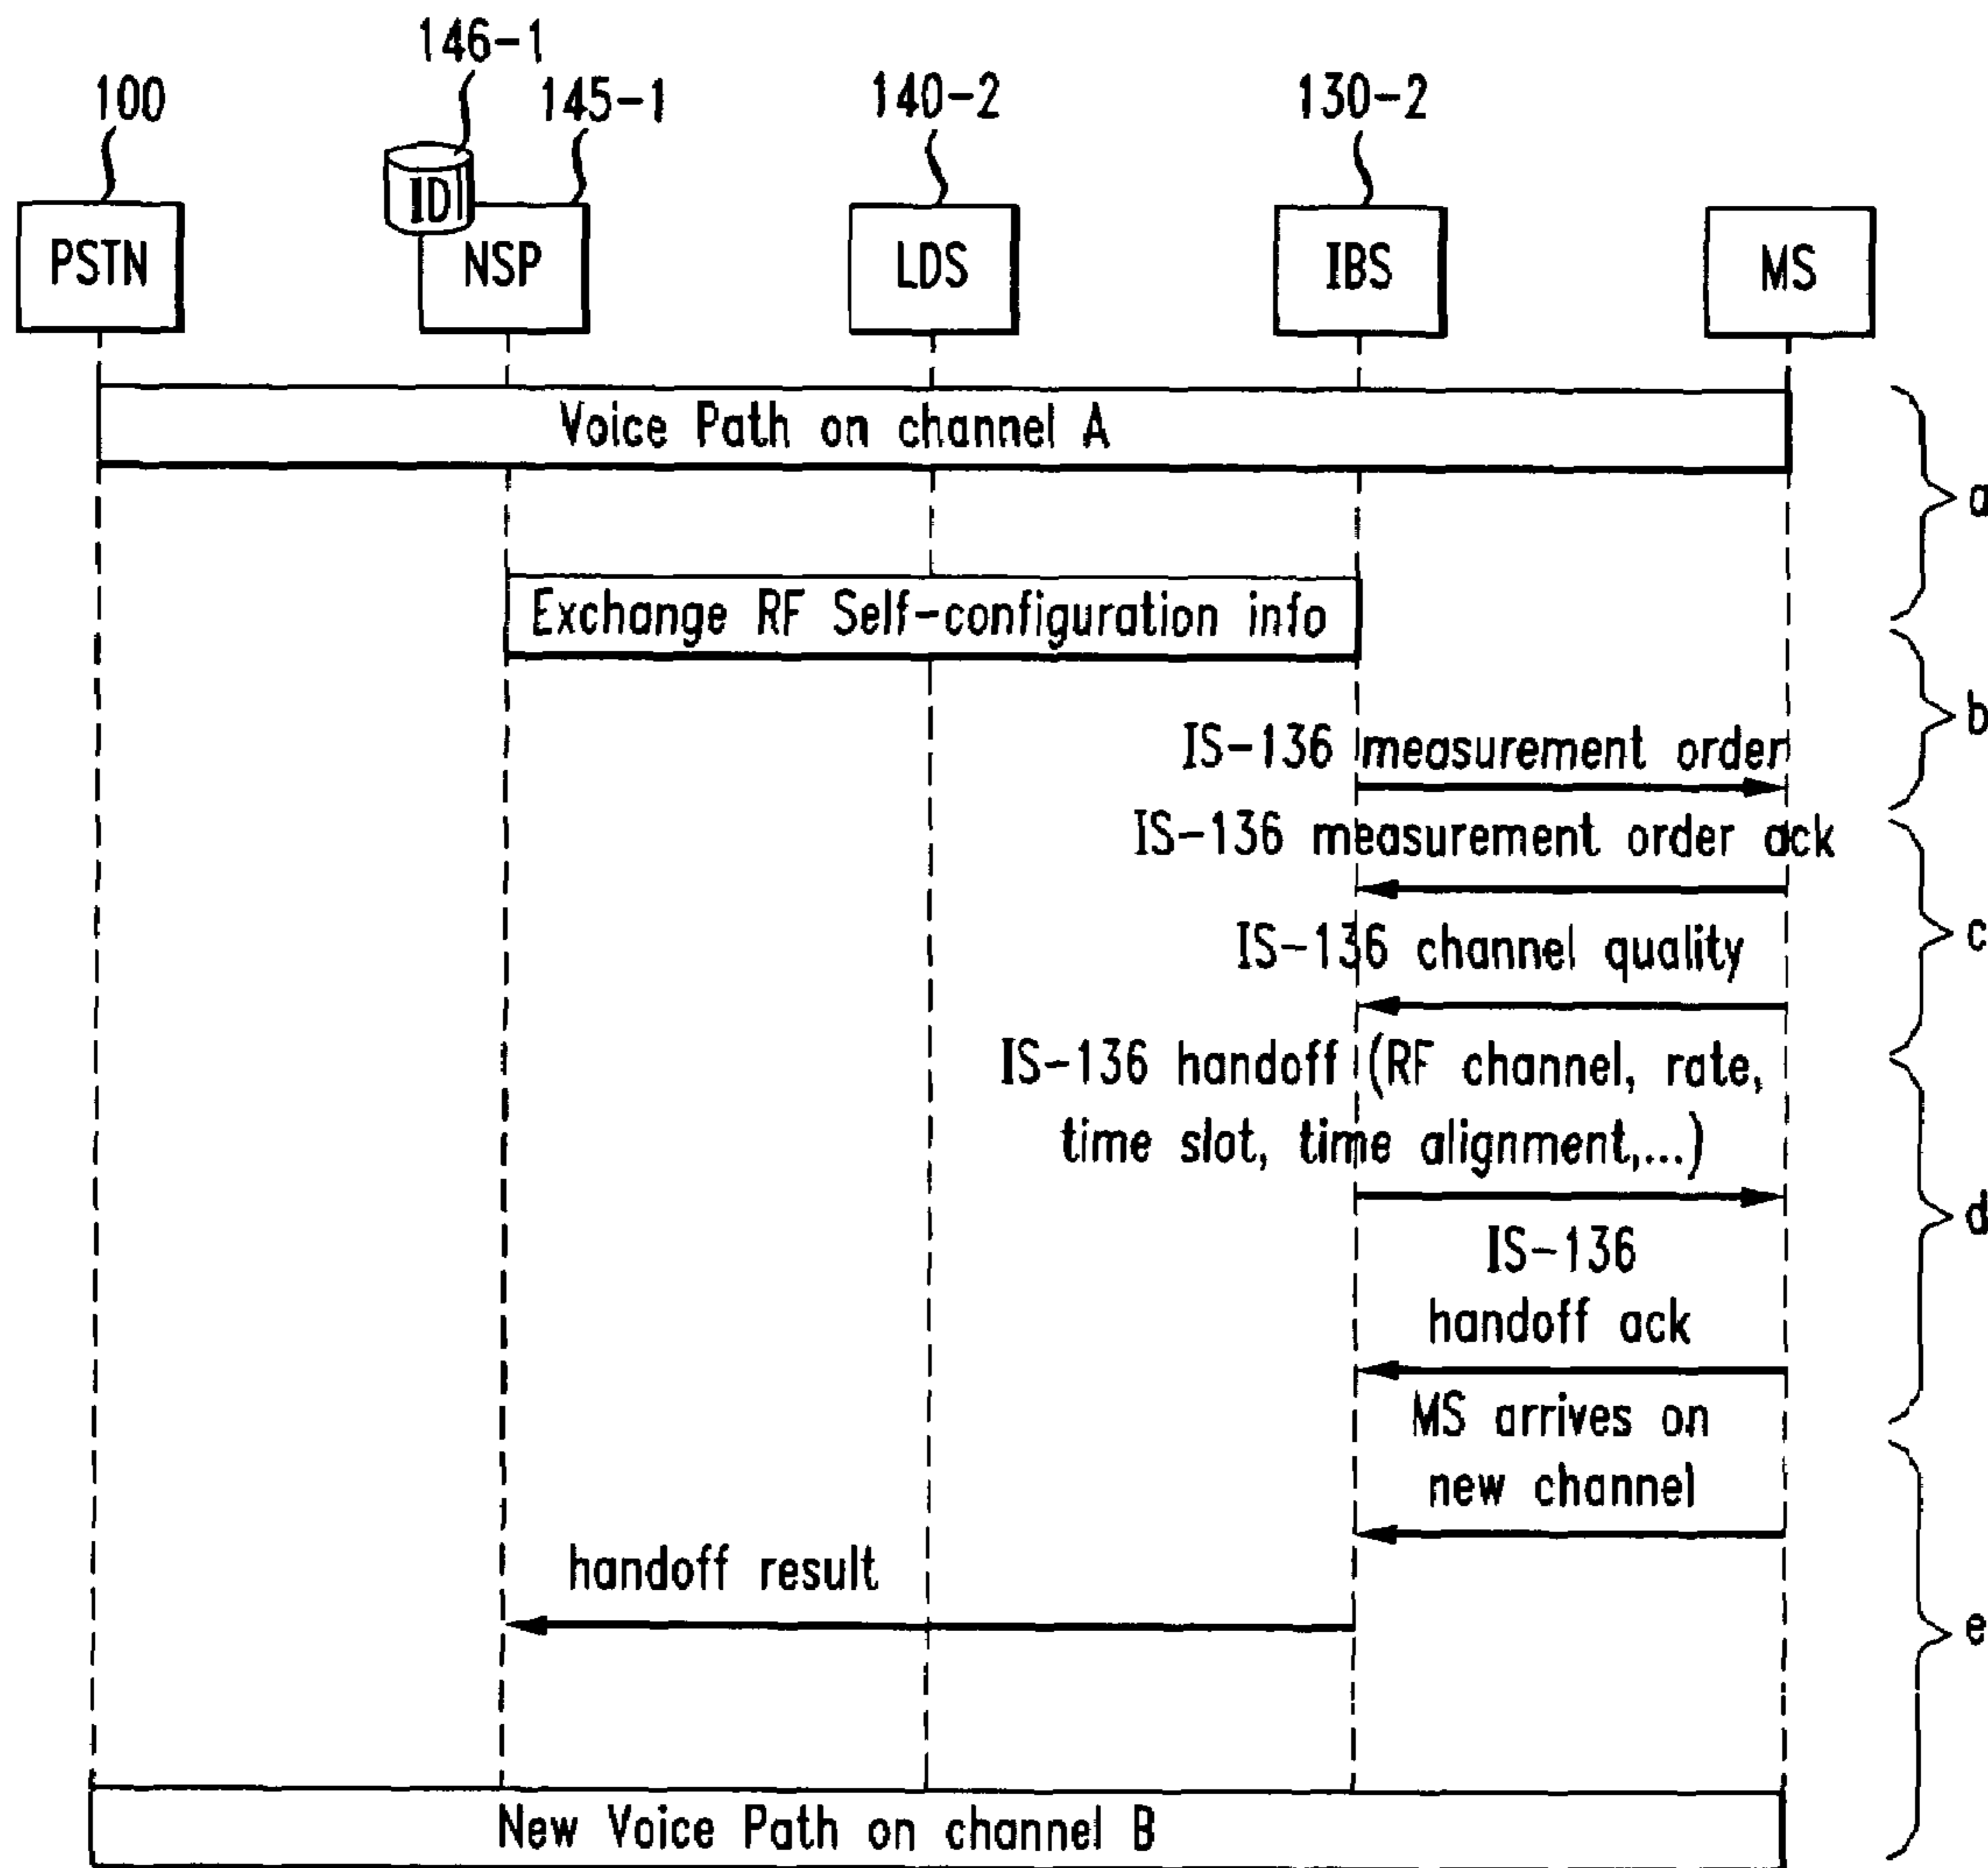 146-1
100
145-1
140-2
130-2
ID
PSTN
NSP
LDS
IBS
MS
Voice Path on channel A
a
Exchange RF Self-configuration info
b
IS-136 measurement order
IS-136 measurement order ack
c
IS-136 channel quality
IS-136 handoff (RF channel, rate,
time slot, time alignment,...)
d
IS-136
handoff ack
MS arrives on
new channel
handoff result
e
New Voice Path on channel B